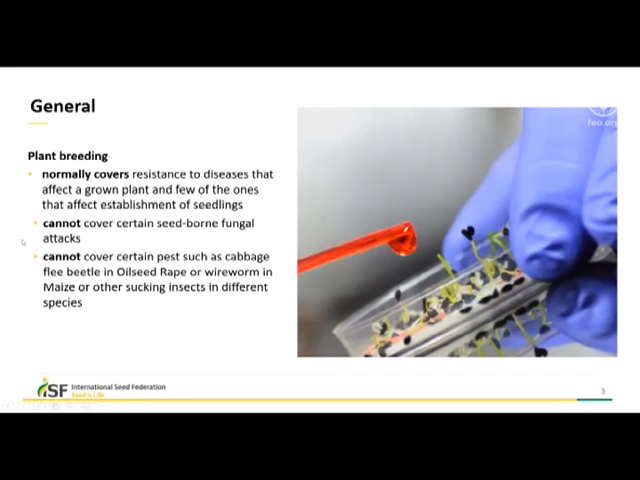 General
fao.org
Plant breeding
• normally covers resistance to diseases that
affect a grown plant and few of the ones
that affect establishment of seedlings
• cannot cover certain seed-borne fungal
attacks
• cannot cover certain pest such as cabbage
flee beetle in Oilseed Rape or wireworm in
Maize or other sucking insects in different
species
ISF International Seed Federation
Seed is Life
3